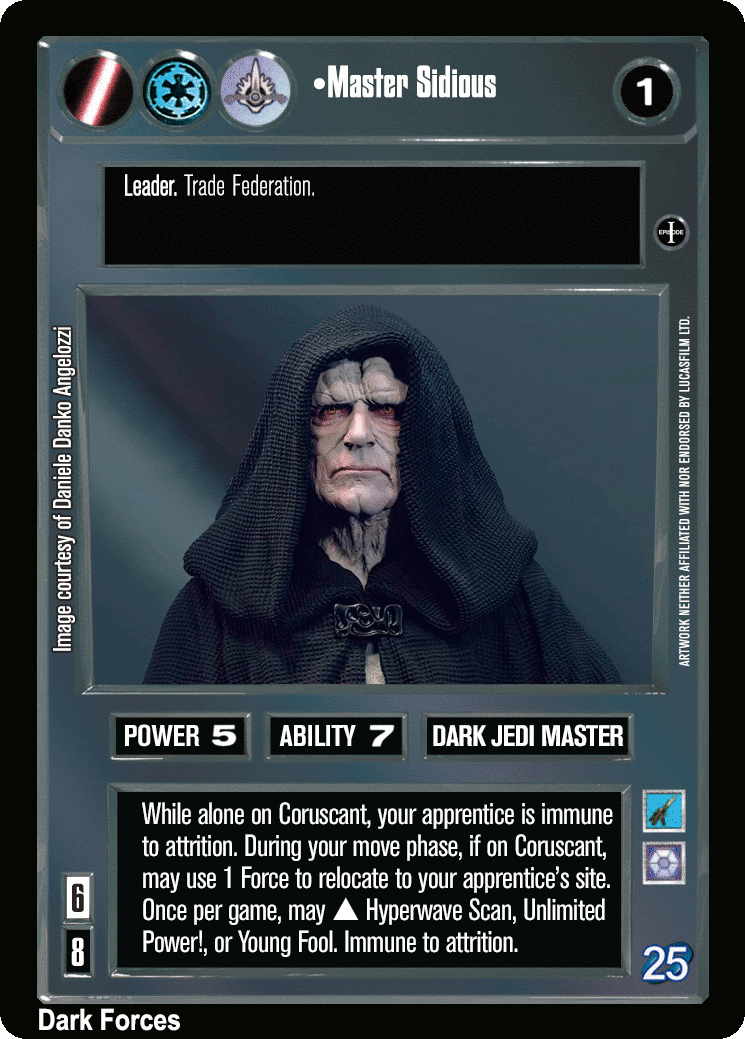 •Master Sidious
1
Leader. Trade Federation.
EPISODE I
Image courtesy of Daniele Danko Angelozzi
ARTWORK NEITHER AFFILIATED WITH NOR ENDORSED BY LUCASFILM LTD.
POWER 5
ABILITY 7
DARK JEDI MASTER
While alone on Coruscant, your apprentice is immune
to attrition. During your move phase, if on Coruscant,
may use 1 Force to relocate to your apprentice's site.
Once per game, may ▲ Hyperwave Scan, Unlimited
Power!, or Young Fool. Immune to attrition.
6
8
25
Dark Forces